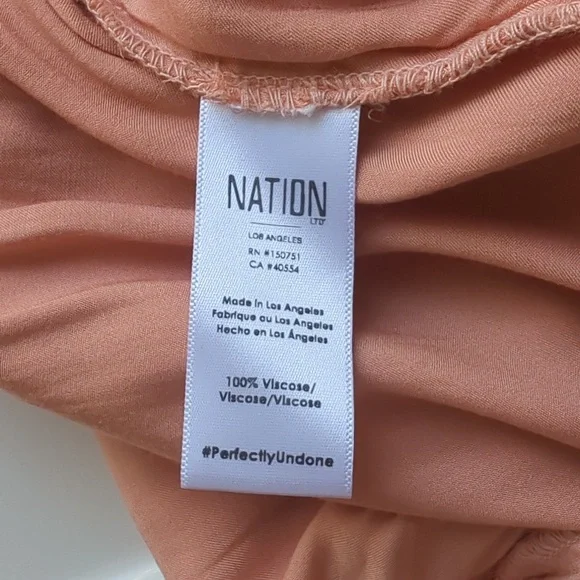 NATION
LTD
LOS ANGELES
RN #150751
CA #40554
Made in Los Angeles
Fabrique au Los Angeles
Hecho en Los Ángeles
100% Viscose/
Viscose/Viscose
#PerfectlyUndone